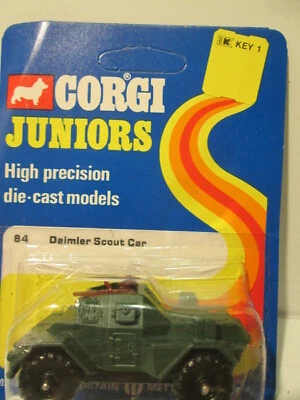 K KEY 1
CORGI®
JUNIORS
High precision
die-cast models
84 Daimler Scout Car